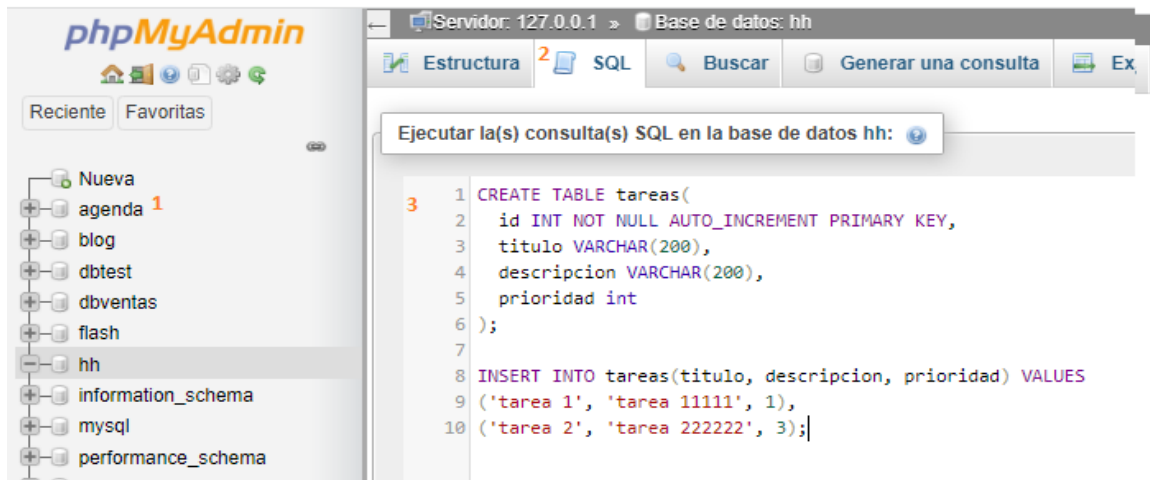 phpMyAdmin
Reciente Favoritas
Nueva
agenda 1
blog
dbtest
dbventas
flash
hh
information_schema
mysql
performance_schema
← Servidor: 127.0.0.1 » Base de datos: hh
Estructura 2 SQL Buscar Generar una consulta Ex
Ejecutar la(s) consulta(s) SQL en la base de datos hh:
3
1 CREATE TABLE tareas(
2 id INT NOT NULL AUTO_INCREMENT PRIMARY KEY,
3 titulo VARCHAR(200),
4 descripcion VARCHAR(200),
5 prioridad int
6 );
7
8 INSERT INTO tareas(titulo, descripcion, prioridad) VALUES
9 ('tarea 1', 'tarea 11111', 1),
10 ('tarea 2', 'tarea 222222', 3);